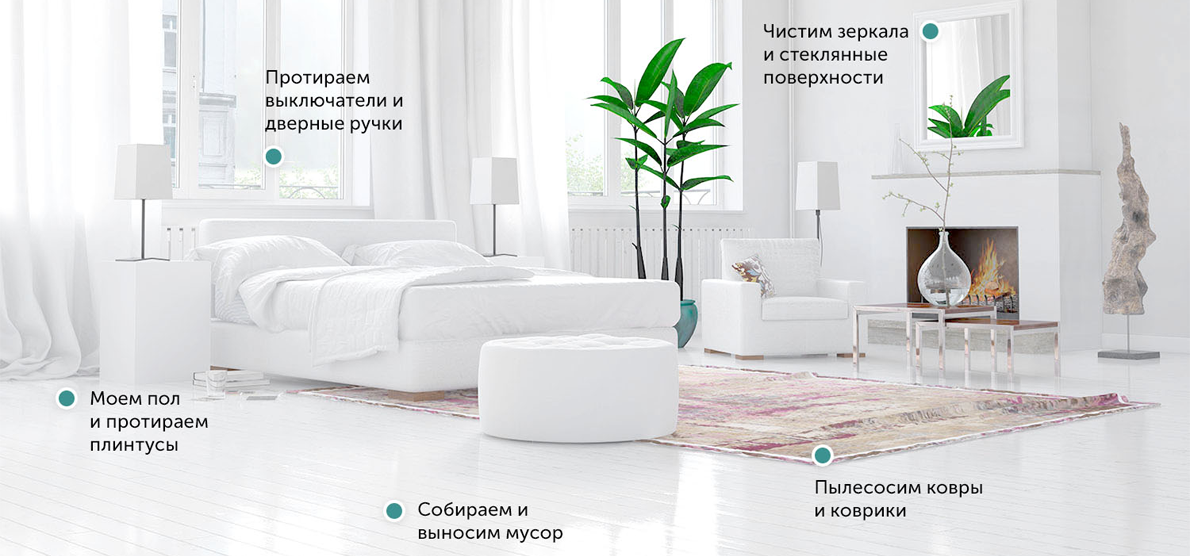 Чистим зеркала
и стеклянные
поверхности
Протираем
выключатели и
дверные ручки
Моем пол
и протираем
плинтусы
Пылесосим ковры
и коврики
Собираем и
выносим мусор